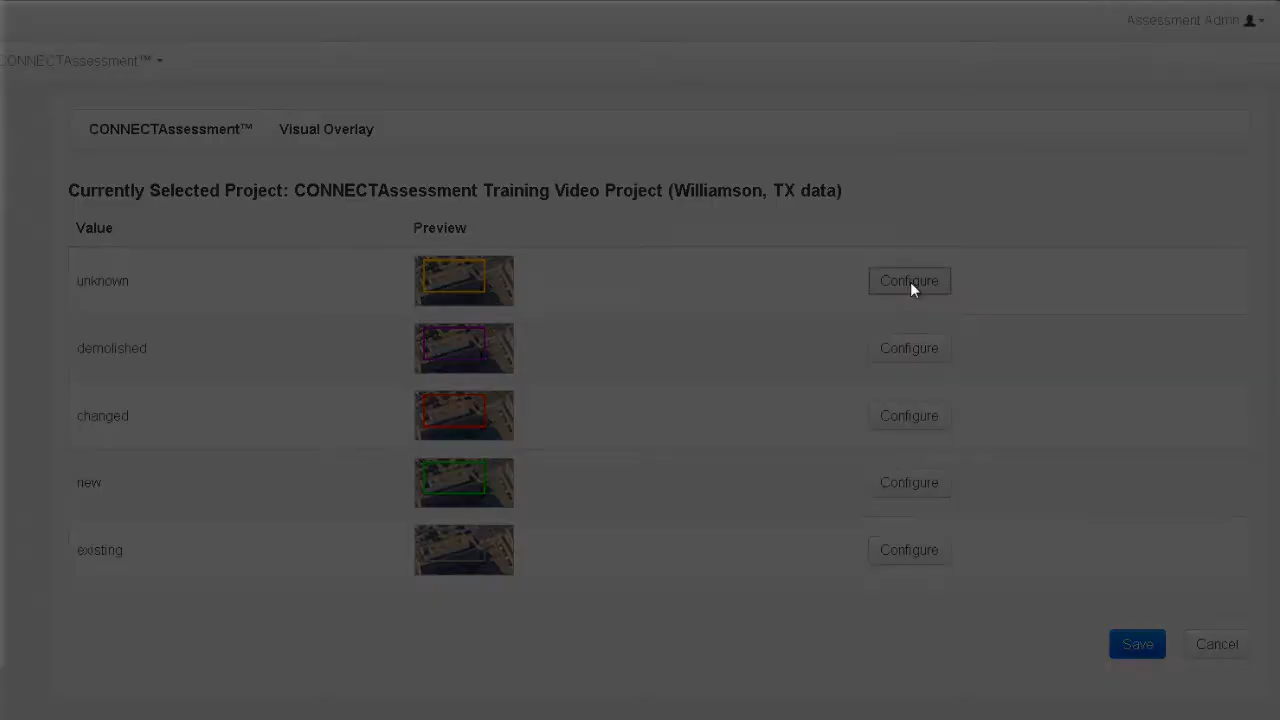 Assessment Admin
CONNECTAssessment™
CONNECTAssessment™ Visual Overlay
Currently Selected Project: CONNECTAssessment Training Video Project (Williamson, TX data)
Value Preview
unknown Configure
demolished Configure
changed Configure
new Configure
existing Configure
Save Cancel